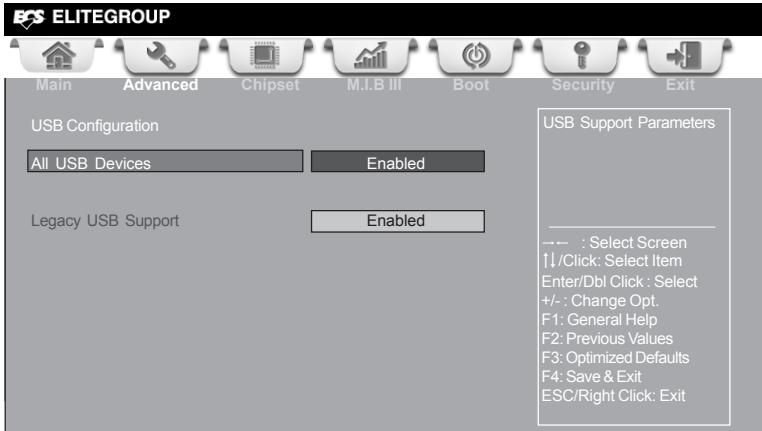 ECS ELITEGROUP
Main Advanced Chipset M.I.B III Boot Security Exit
USB Configuration
All USB Devices Enabled
Legacy USB Support Enabled
USB Support Parameters
→← : Select Screen
↑↓/Click: Select Item
Enter/Dbl Click : Select
+/- : Change Opt.
F1: General Help
F2: Previous Values
F3: Optimized Defaults
F4: Save & Exit
ESC/Right Click: Exit